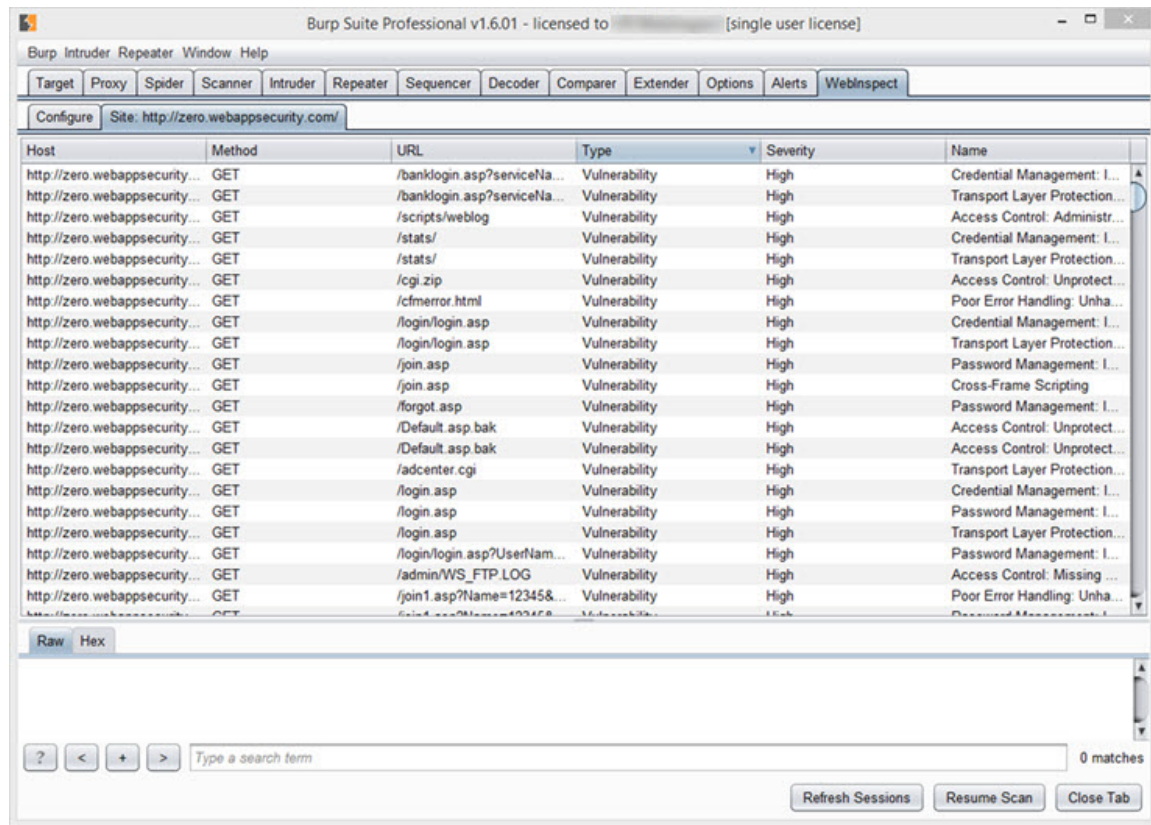 Burp Suite Professional v1.6.01 - licensed to [single user license]
Burp Intruder Repeater Window Help
Target Proxy Spider Scanner Intruder Repeater Sequencer Decoder Comparer Extender Options Alerts WebInspect
Configure Site: http://zero.webappsecurity.com/
Host Method URL Type Severity Name
http://zero.webappsecurity... GET /banklogin.asp?serviceNa... Vulnerability High Credential Management: I...
http://zero.webappsecurity... GET /banklogin.asp?serviceNa... Vulnerability High Transport Layer Protection...
http://zero.webappsecurity... GET /scripts/weblog Vulnerability High Access Control: Administr...
http://zero.webappsecurity... GET /stats/ Vulnerability High Credential Management: I...
http://zero.webappsecurity... GET /stats/ Vulnerability High Transport Layer Protection...
http://zero.webappsecurity... GET /cgi.zip Vulnerability High Access Control: Unprotect...
http://zero.webappsecurity... GET /cfmerror.html Vulnerability High Poor Error Handling: Unha...
http://zero.webappsecurity... GET /login/login.asp Vulnerability High Credential Management: I...
http://zero.webappsecurity... GET /login/login.asp Vulnerability High Transport Layer Protection...
http://zero.webappsecurity... GET /join.asp Vulnerability High Password Management: I...
http://zero.webappsecurity... GET /join.asp Vulnerability High Cross-Frame Scripting
http://zero.webappsecurity... GET /forgot.asp Vulnerability High Password Management: I...
http://zero.webappsecurity... GET /Default.asp.bak Vulnerability High Access Control: Unprotect...
http://zero.webappsecurity... GET /Default.asp.bak Vulnerability High Access Control: Unprotect...
http://zero.webappsecurity... GET /adcenter.cgi Vulnerability High Transport Layer Protection...
http://zero.webappsecurity... GET /login.asp Vulnerability High Credential Management: I...
http://zero.webappsecurity... GET /login.asp Vulnerability High Password Management: I...
http://zero.webappsecurity... GET /login.asp Vulnerability High Transport Layer Protection...
http://zero.webappsecurity... GET /login/login.asp?UserNam... Vulnerability High Password Management: I...
http://zero.webappsecurity... GET /admin/WS_FTP.LOG Vulnerability High Access Control: Missing ...
http://zero.webappsecurity... GET /join1.asp?Name=12345&... Vulnerability High Poor Error Handling: Unha...
Raw Hex
? < + > Type a search term 0 matches
Refresh Sessions Resume Scan Close Tab